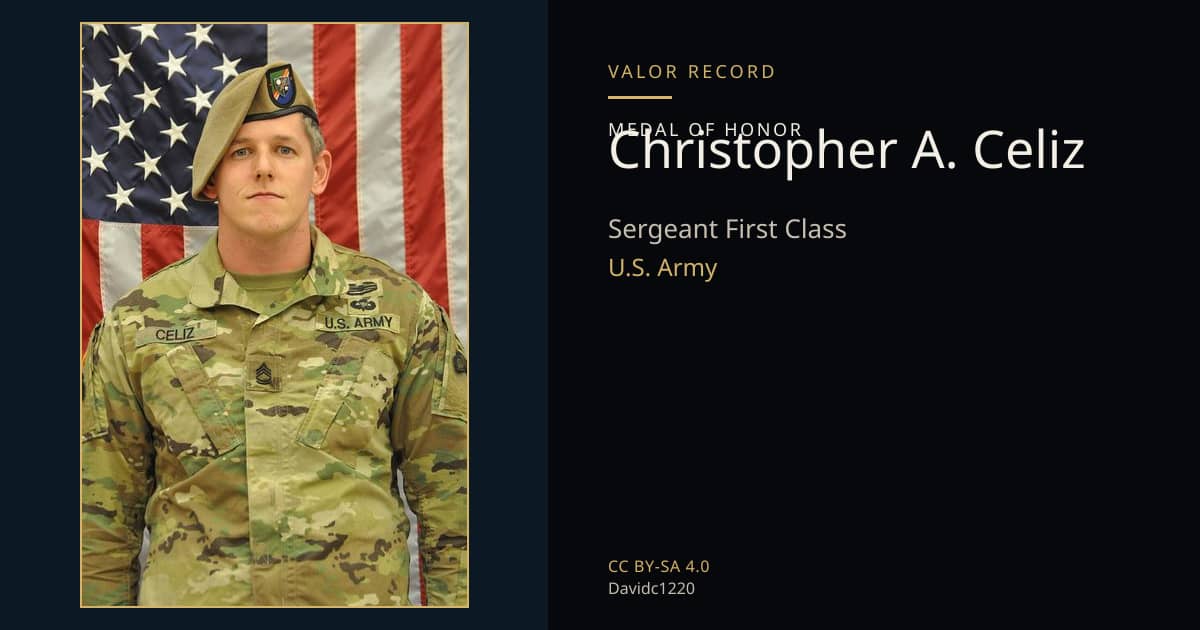 VALOR RECORD
MEDAL OF HONOR
Christopher A. Celiz
Sergeant First Class
U.S. Army
CELIZ
U.S. ARMY
CC BY-SA 4.0
Davidc1220